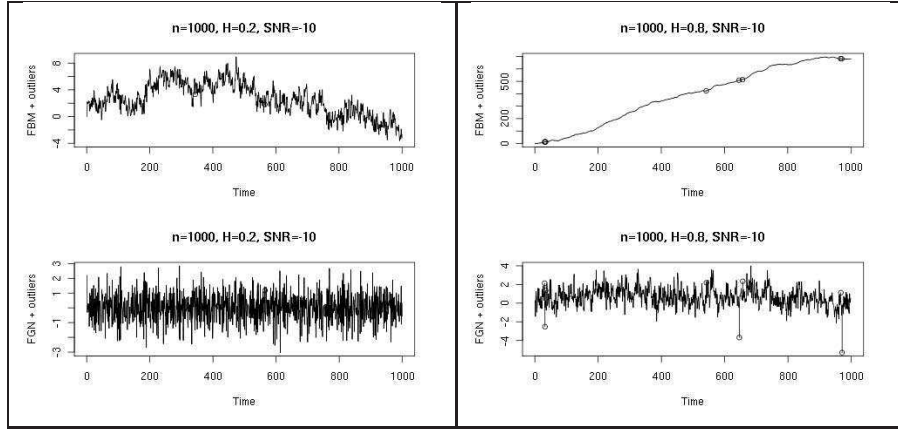 n=1000, H=0.2, SNR=-10
FBM + outliers
-4 0 4 8
0 200 400 600 800 1000
Time
n=1000, H=0.8, SNR=-10
FBM + outliers
0 200 500
0 200 400 600 800 1000
Time
n=1000, H=0.2, SNR=-10
FGN + outliers
-3 -1 1 3
0 200 400 600 800 1000
Time
n=1000, H=0.8, SNR=-10
FGN + outliers
-4 -2 0 2 4
0 200 400 600 800 1000
Time